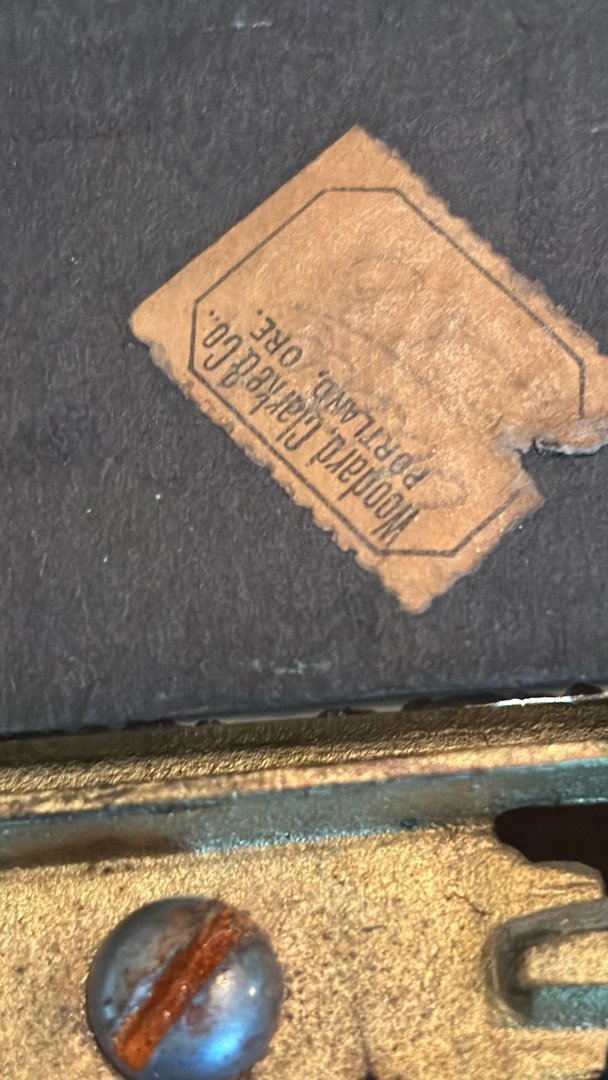 Woodard, Clarke & Co.,
PORTLAND, ORE.